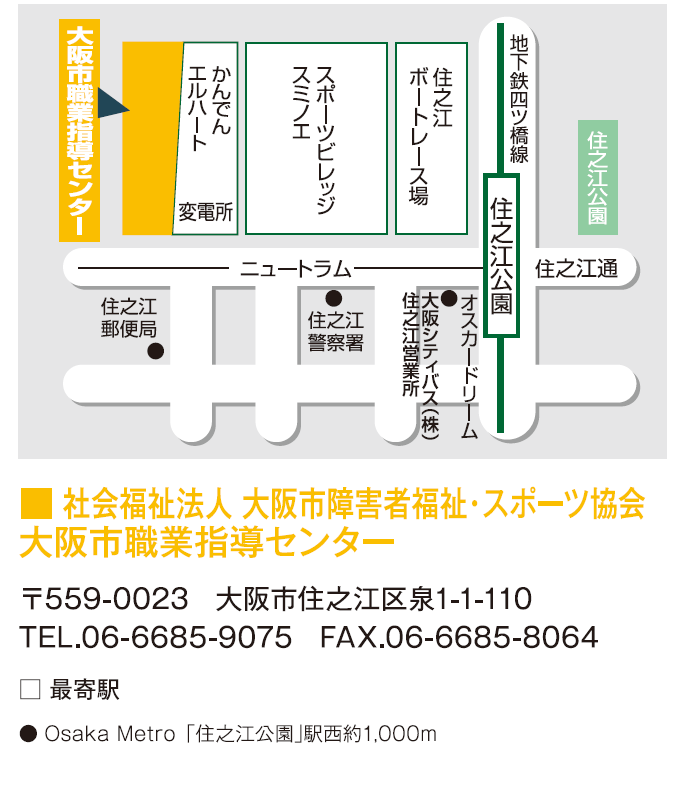 大阪市職業指導センター
かんでん
エルハート
変電所
スポーツビレッジ
スミノエ
住之江
ボートレース場
地下鉄四ツ橋線
住之江公園
住之江公園
ニュートラム
住之江通
住之江
郵便局
住之江
警察署
大阪シティバス(株)
住之江営業所
オスカードリーム
社会福祉法人 大阪市障害者福祉・スポーツ協会
大阪市職業指導センター
〒559-0023 大阪市住之江区泉1-1-110
TEL.06-6685-9075 FAX.06-6685-8064
□ 最寄駅
● Osaka Metro「住之江公園」駅西約1,000m